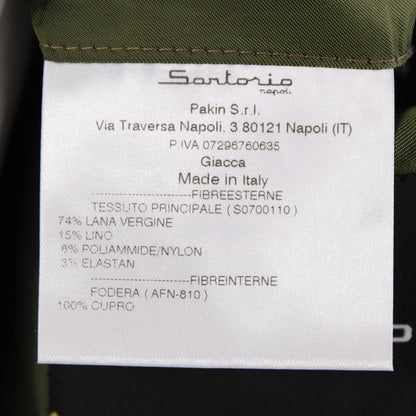 Sartorio
napoli
Pakin S.r.l.
Via Traversa Napoli, 3 80121 Napoli (IT)
P.IVA 07296760635
Giacca
Made in Italy
--------------------FIBREESTERNE
TESSUTO PRINCIPALE ( S0700110 )
74% LANA VERGINE
15% LINO
8% POLIAMMIDE/NYLON
3% ELASTAN
--------------------FIBREINTERNE
FODERA ( AFN-810 )
100% CUPRO